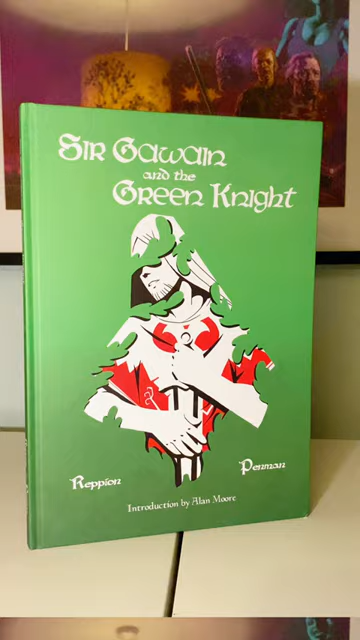 Sir Gawain
and the
Green Knight
Reppion
Penman
Introduction by Alan Moore